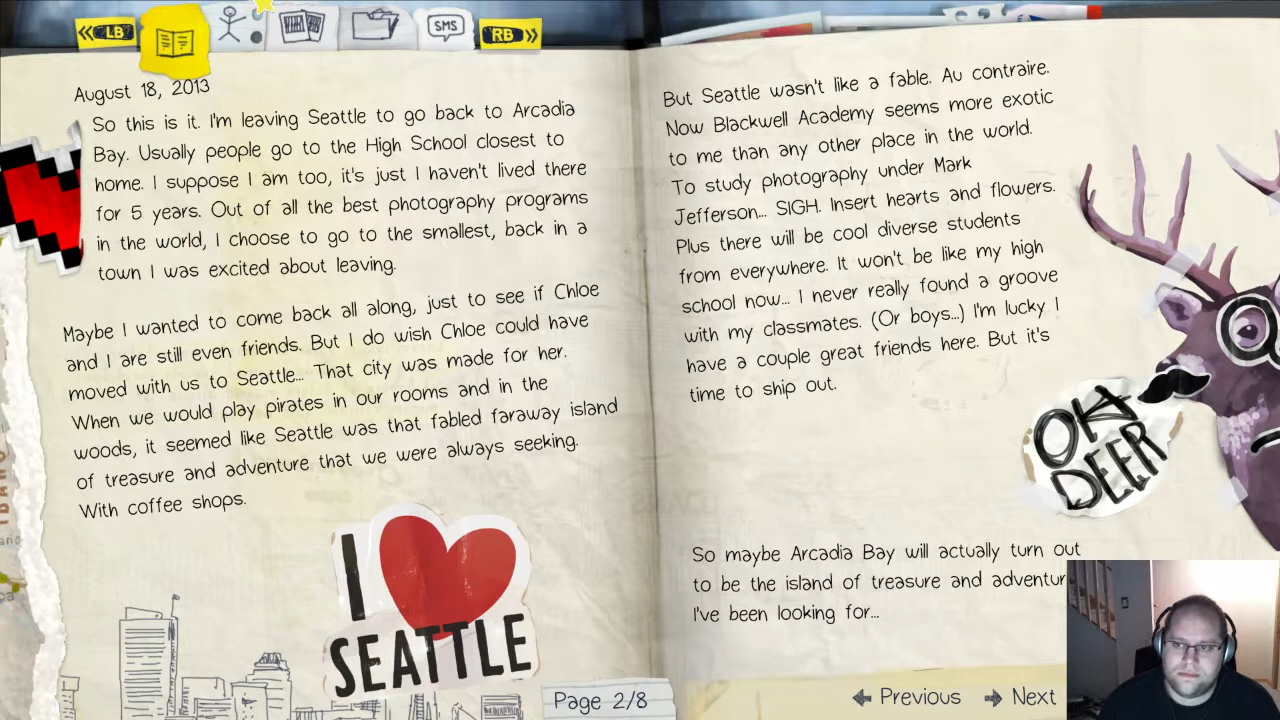 LB
SMS
RB
August 18, 2013
So this is it. I'm leaving Seattle to go back to Arcadia
Bay. Usually people go to the High School closest to
home. I suppose I am too, it's just I haven't lived there
for 5 years. Out of all the best photography programs
in the world, I choose to go to the smallest, back in a
town I was excited about leaving.
Maybe I wanted to come back all along, just to see if Chloe
and I are still even friends. But I do wish Chloe could have
moved with us to Seattle... That city was made for her.
When we would play pirates in our rooms and in the
woods, it seemed like Seattle was that fabled faraway island
of treasure and adventure that we were always seeking.
With coffee shops.
I
SEATTLE
Page 2/8
But Seattle wasn't like a fable. Au contraire.
Now Blackwell Academy seems more exotic
to me than any other place in the world.
To study photography under Mark
Jefferson... SIGH. Insert hearts and flowers.
Plus there will be cool diverse students
from everywhere. It won't be like my high
school now... I never really found a groove
with my classmates. (Or boys...) I'm lucky I
have a couple great friends here. But it's
time to ship out.
OH
DEER
So maybe Arcadia Bay will actually turn out
to be the island of treasure and adventur
I've been looking for...
Previous
Next